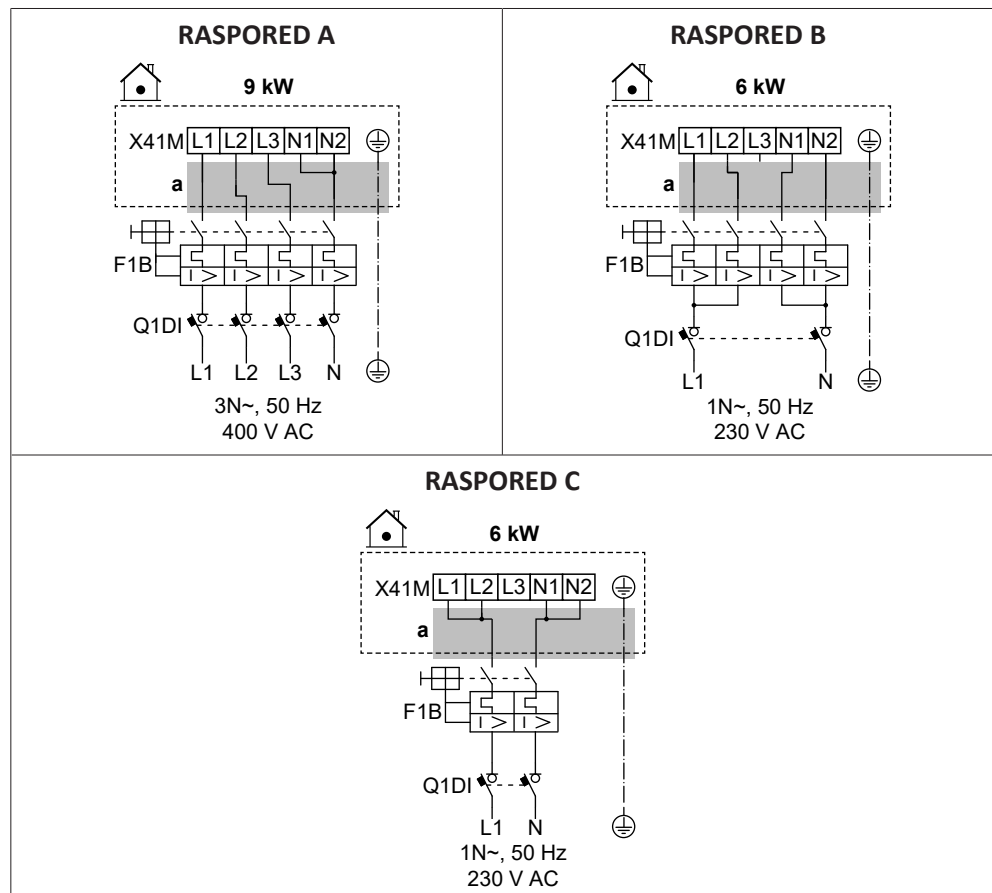 RASPORED A
9 kW
X41M L1 L2 L3 N1 N2
a
F1B
I > I > I > I >
Q1DI
L1 L2 L3 N
3N~, 50 Hz
400 V AC
RASPORED B
6 kW
X41M L1 L2 L3 N1 N2
a
F1B
I > I > I > I >
Q1DI
L1 N
1N~, 50 Hz
230 V AC
RASPORED C
6 kW
X41M L1 L2 L3 N1 N2
a
F1B
I > I >
Q1DI
L1 N
1N~, 50 Hz
230 V AC